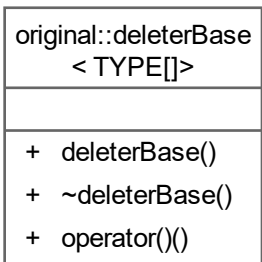 original::deleterBase
< TYPE[]>
+ deleterBase()
+ ~deleterBase()
+ operator()()